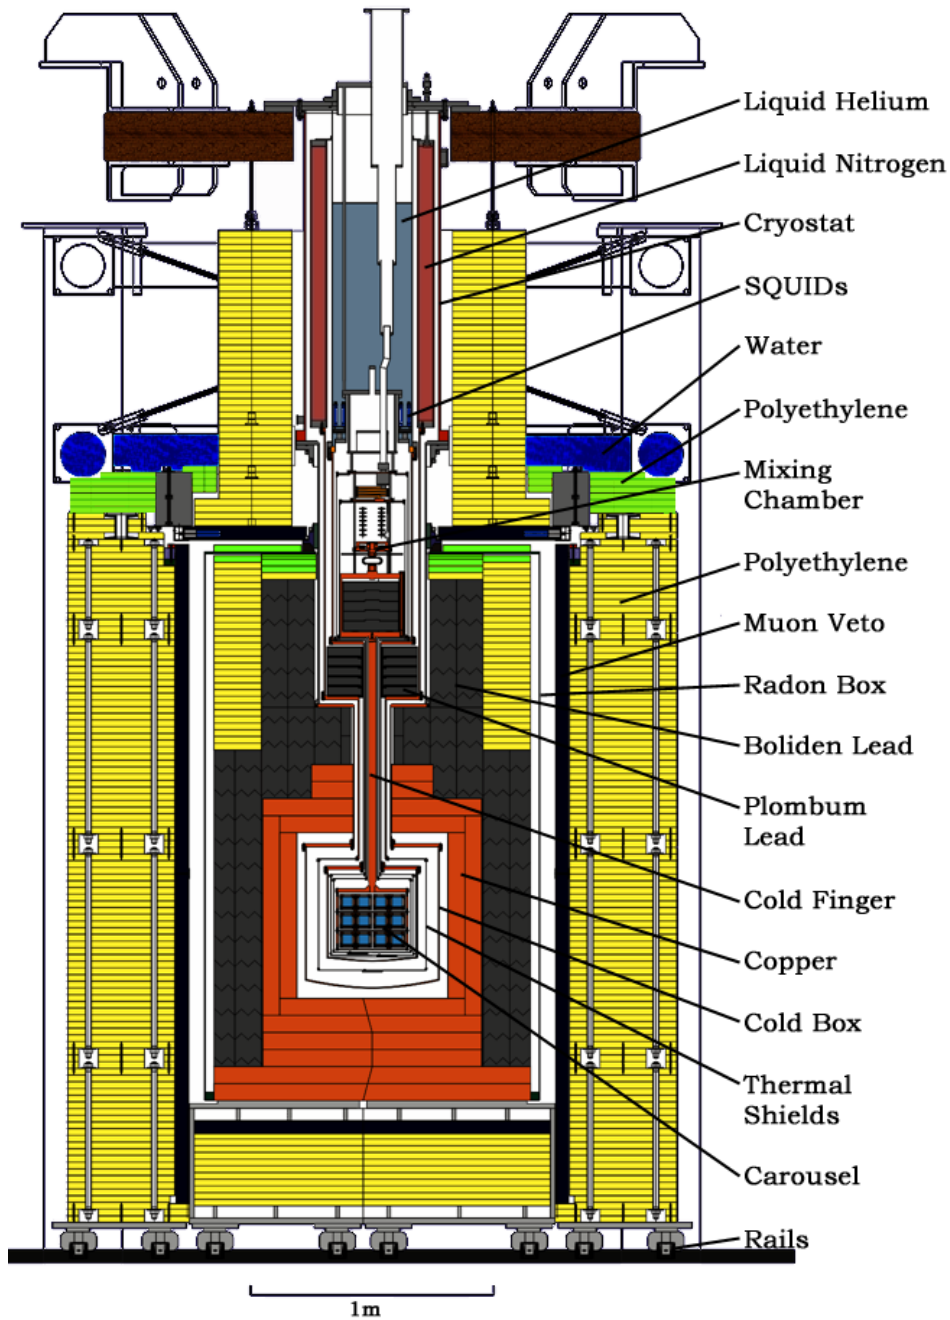 Liquid Helium
Liquid Nitrogen
Cryostat
SQUIDs
Water
Polyethylene
Mixing
Chamber
Polyethylene
Muon Veto
Radon Box
Boliden Lead
Plombum
Lead
Cold Finger
Copper
Cold Box
Thermal
Shields
Carousel
Rails
1m